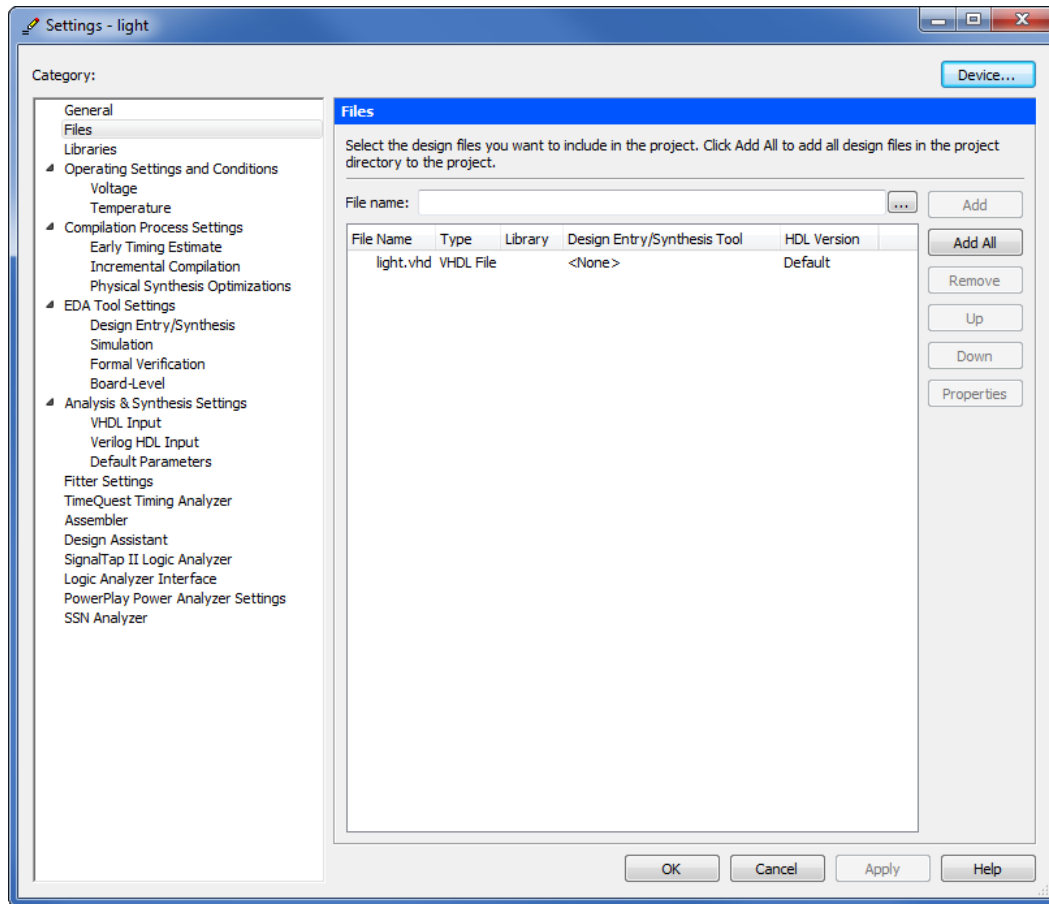 Settings - light
Category:
Device...
General
Files
Libraries
Operating Settings and Conditions
Voltage
Temperature
Compilation Process Settings
Early Timing Estimate
Incremental Compilation
Physical Synthesis Optimizations
EDA Tool Settings
Design Entry/Synthesis
Simulation
Formal Verification
Board-Level
Analysis & Synthesis Settings
VHDL Input
Verilog HDL Input
Default Parameters
Fitter Settings
TimeQuest Timing Analyzer
Assembler
Design Assistant
SignalTap II Logic Analyzer
Logic Analyzer Interface
PowerPlay Power Analyzer Settings
SSN Analyzer
Files
Select the design files you want to include in the project. Click Add All to add all design files in the project
directory to the project.
File name:
...
Add
File Name Type Library Design Entry/Synthesis Tool HDL Version
light.vhd VHDL File <None> Default
Add All
Remove
Up
Down
Properties
OK Cancel Apply Help